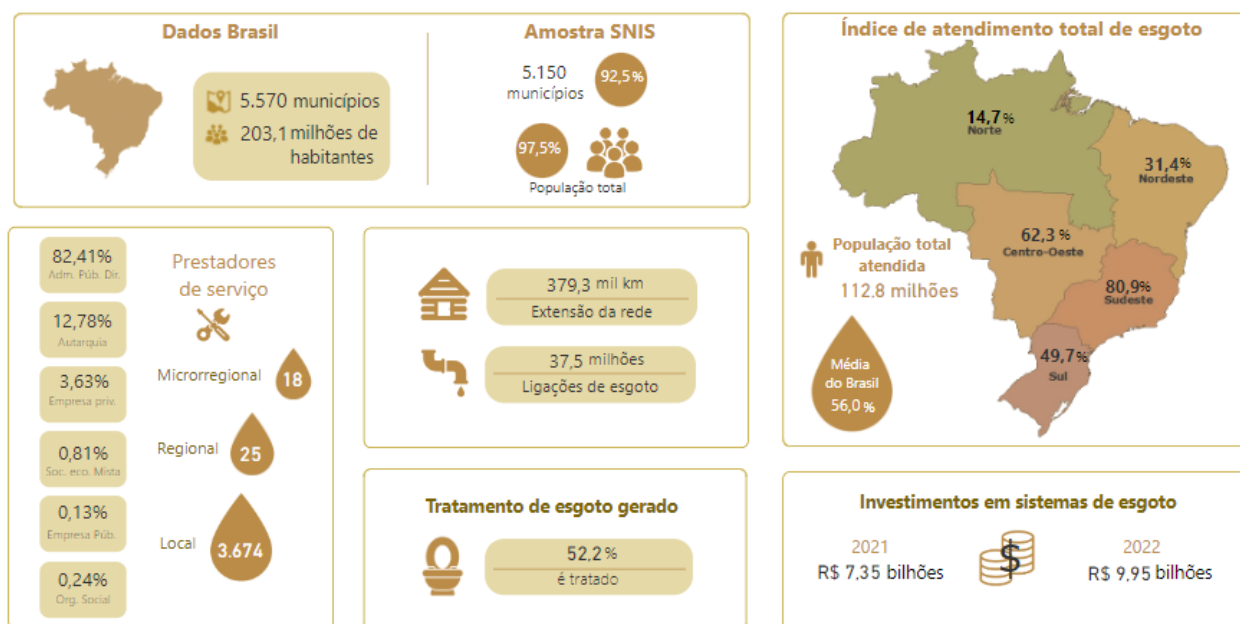 Dados Brasil
5.570 municípios
203,1 milhões de
habitantes
Amostra SNIS
5.150
municípios
92,5%
97,5%
População total
Índice de atendimento total de esgoto
14,7%
Norte
31,4%
Nordeste
62,3 %
Centro-Oeste
80,9%
Sudeste
49,7%
Sul
População total
atendida
112.8 milhões
Média
do Brasil
56,0 %
82,41%
Adm. Púb. Dir.
12,78%
Autarquia
3,63%
Empresa priv.
0,81%
Soc. eco. Mista
0,13%
Empresa Púb.
0,24%
Org. Social
Prestadores
de serviço
Microrregional
18
Regional
25
Local
3.674
379,3 mil km
Extensão da rede
37,5 milhões
Ligações de esgoto
Tratamento de esgoto gerado
52,2 %
é tratado
Investimentos em sistemas de esgoto
2021
R$ 7,35 bilhões
$
2022
R$ 9,95 bilhões